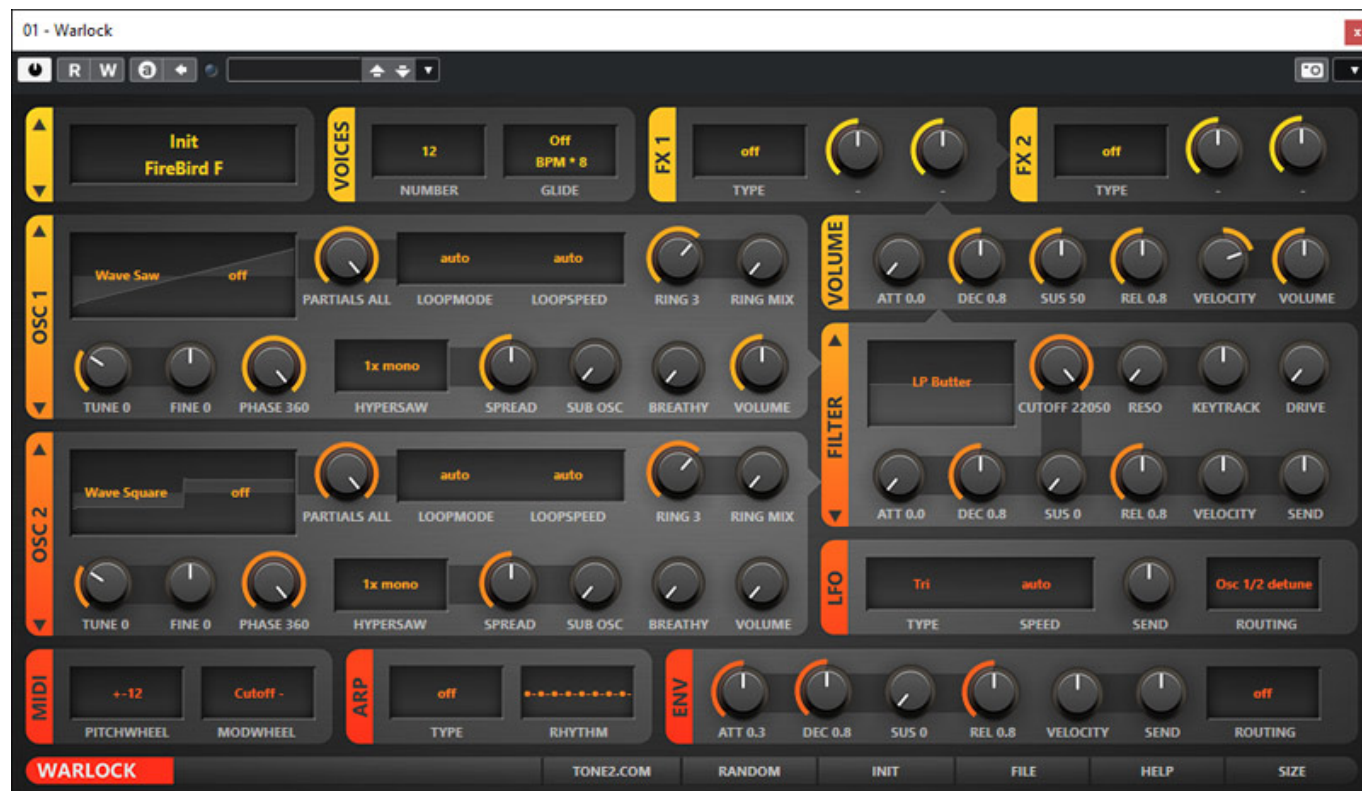 01 - Warlock
x
R W a
Init
FireBird F
VOICES
12
NUMBER
Off
BPM * 8
GLIDE
FX 1
off
TYPE
-
-
FX 2
off
TYPE
-
-
OSC 1
Wave Saw off
PARTIALS ALL
auto auto
LOOPMODE LOOPSPEED
RING 3 RING MIX
TUNE 0 FINE 0 PHASE 360
1x mono
HYPERSAW
SPREAD SUB OSC BREATHY VOLUME
VOLUME
ATT 0.0 DEC 0.8 SUS 50 REL 0.8 VELOCITY VOLUME
FILTER
LP Butter
CUTOFF 22050 RESO KEYTRACK DRIVE
ATT 0.0 DEC 0.8 SUS 0 REL 0.8 VELOCITY SEND
OSC 2
Wave Square off
PARTIALS ALL
auto auto
LOOPMODE LOOPSPEED
RING 3 RING MIX
TUNE 0 FINE 0 PHASE 360
1x mono
HYPERSAW
SPREAD SUB OSC BREATHY VOLUME
LFO
Tri auto
TYPE SPEED
SEND
Osc 1/2 detune
ROUTING
MIDI
+-12
PITCHWHEEL
Cutoff -
MODWHEEL
ARP
off
TYPE
RHYTHM
ENV
ATT 0.3 DEC 0.8 SUS 0 REL 0.8 VELOCITY SEND
off
ROUTING
WARLOCK
TONE2.COM RANDOM INIT FILE HELP SIZE